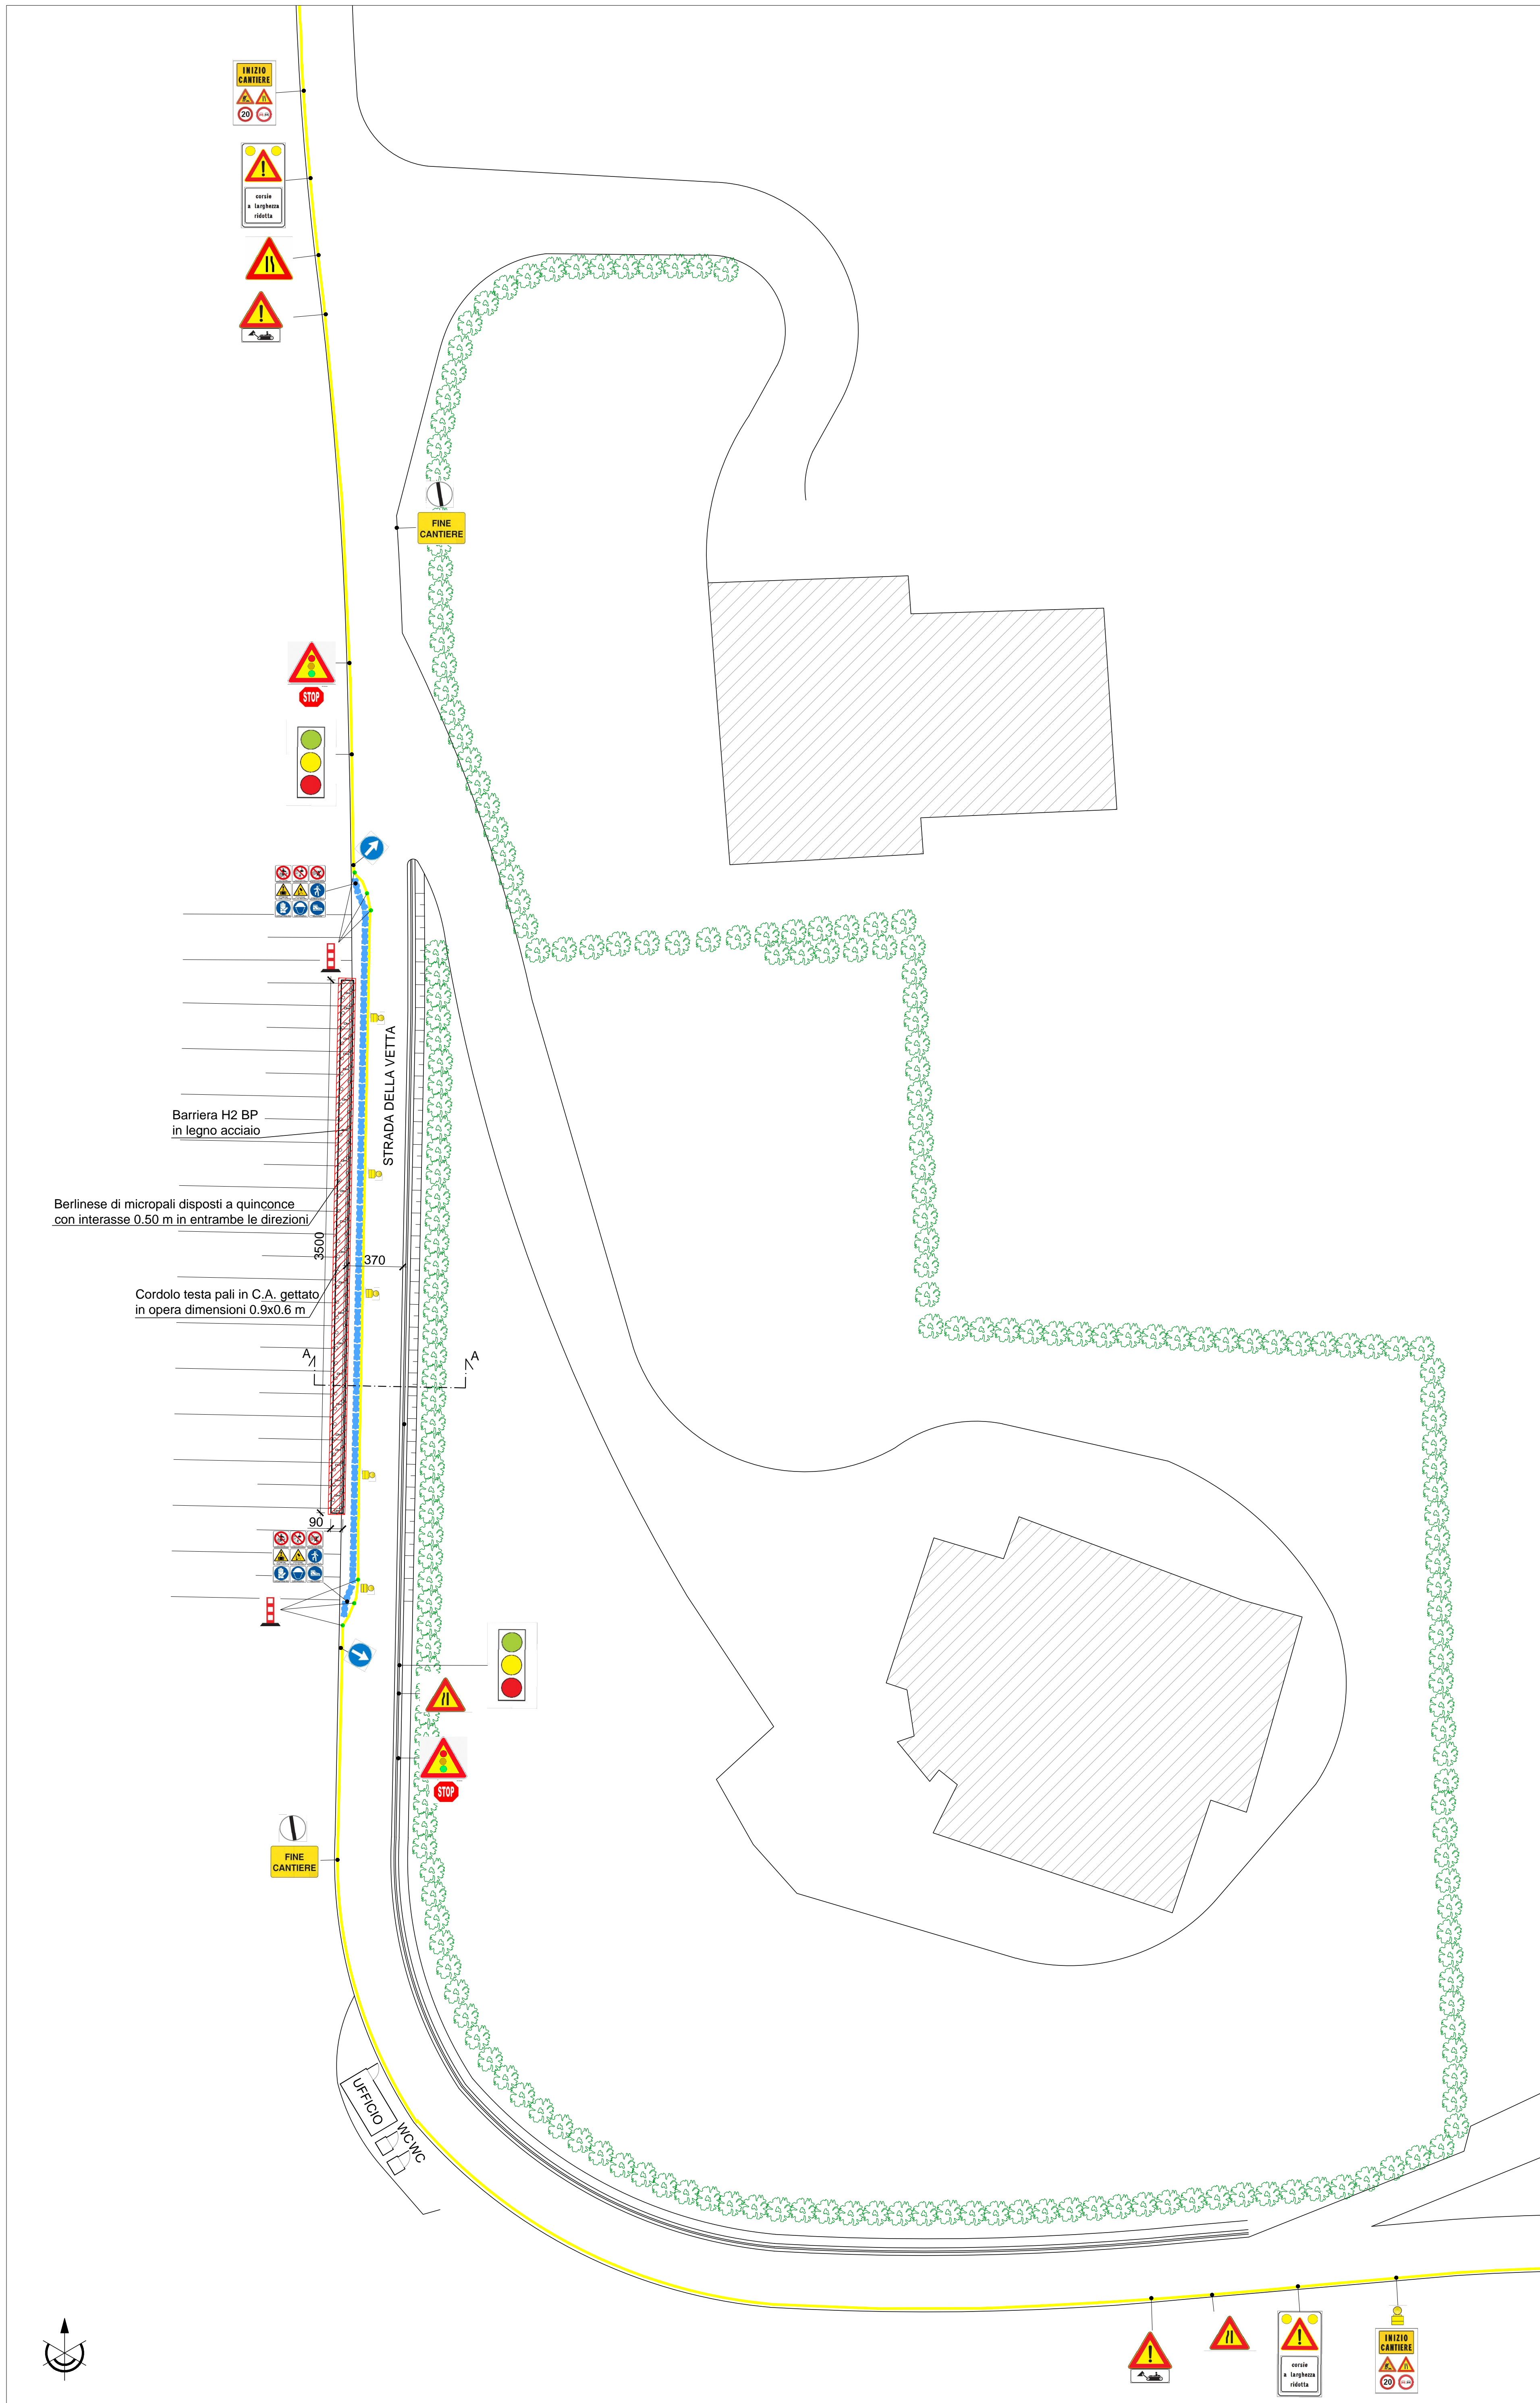 INIZIO
CANTIERE
20
corsie
a larghezza
ridotta
FINE
CANTIERE
STOP
STRADA DELLA VETTA
Barriera H2 BP
in legno acciaio
Berlinese di micropali disposti a quinconce
con interasse 0.50 m in entrambe le direzioni
3500
370
Cordolo testa pali in C.A. gettato
in opera dimensioni 0.9x0.6 m
A
A
90
STOP
FINE
CANTIERE
UFFICIO
WC
WC
corsie
a larghezza
ridotta
INIZIO
CANTIERE
20